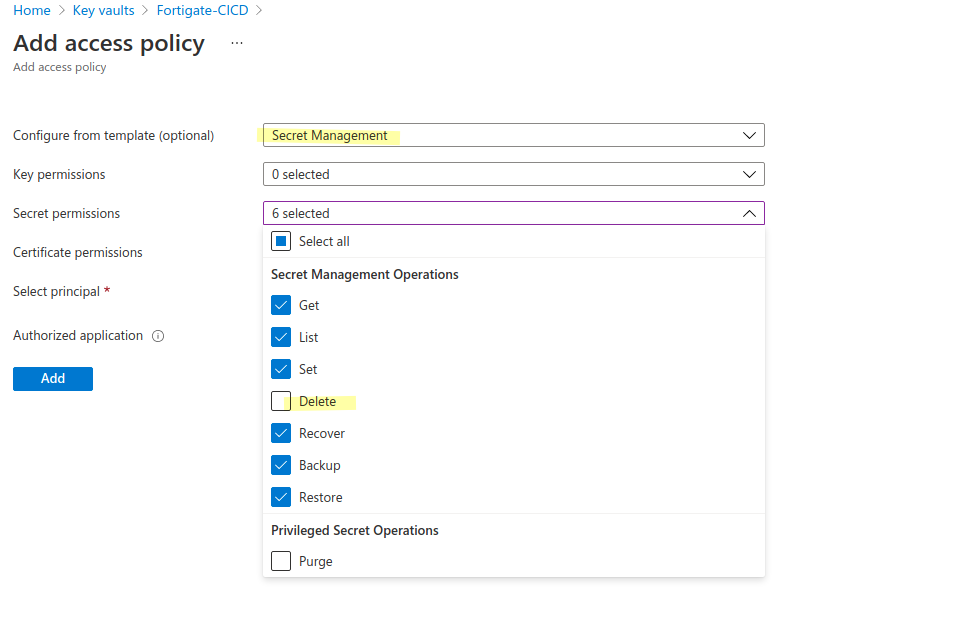 Home > Key vaults > Fortigate-CICD >
Add access policy ...
Add access policy
Configure from template (optional) Secret Management
Key permissions 0 selected
Secret permissions 6 selected
Select all
Certificate permissions
Secret Management Operations
Select principal *
Get
Authorized application
List
Set
Add
Delete
Recover
Backup
Restore
Privileged Secret Operations
Purge